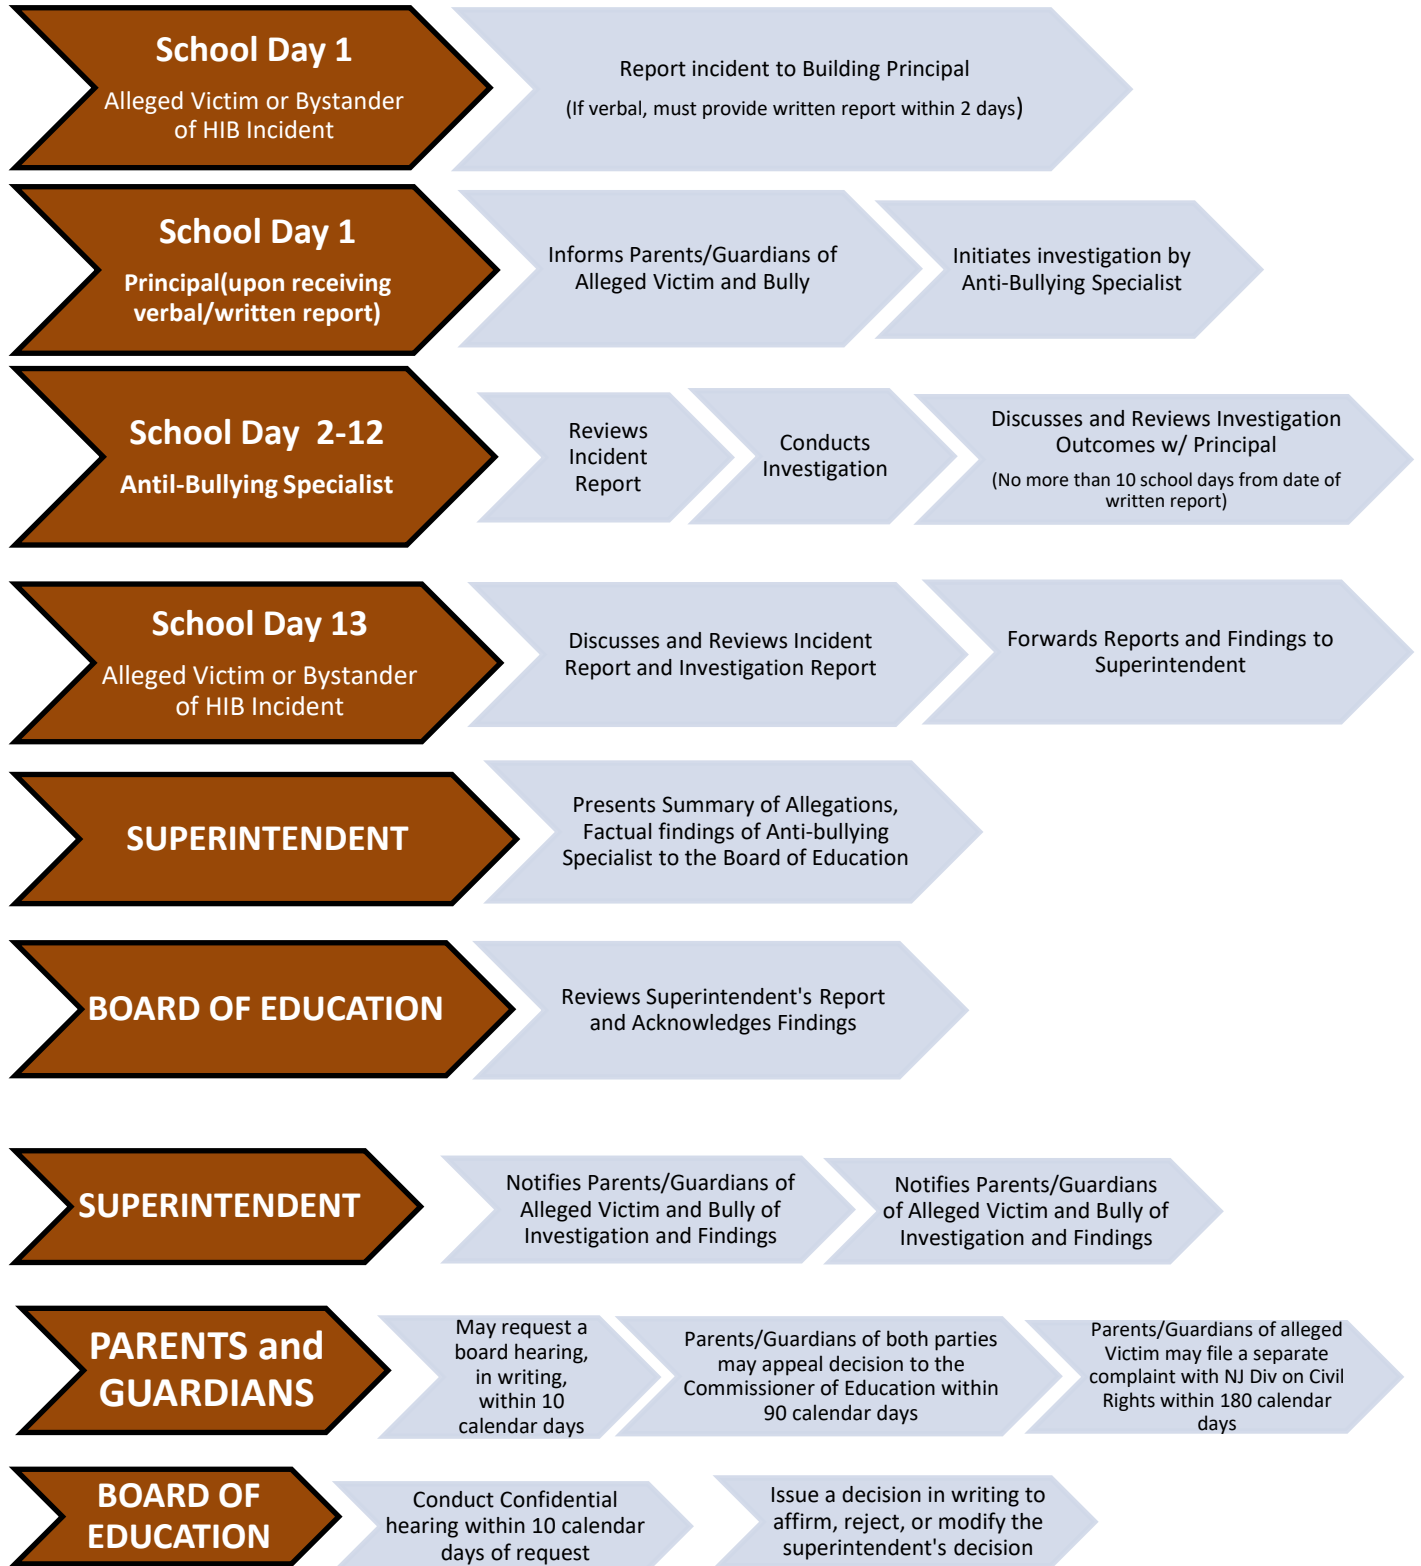 School Day 1
Alleged Victim or Bystander
of HIB Incident
Report incident to Building Principal
(If verbal, must provide written report within 2 days)
School Day 1
Principal(upon receiving
verbal/written report)
Informs Parents/Guardians of
Alleged Victim and Bully
Initiates investigation by
Anti-Bullying Specialist
School Day  2-12
Antil-Bullying Specialist
Reviews
Incident
Report
Conducts
Investigation
Discusses and Reviews Investigation
Outcomes w/ Principal
(No more than 10 school days from date of
written report)
School Day 13
Alleged Victim or Bystander
of HIB Incident
Discusses and Reviews Incident
Report and Investigation Report
Forwards Reports and Findings to
Superintendent
SUPERINTENDENT
Presents Summary of Allegations,
Factual findings of Anti-bullying
Specialist to the Board of Education
BOARD OF EDUCATION
Reviews Superintendent's Report
and Acknowledges Findings
SUPERINTENDENT
Notifies Parents/Guardians of
Alleged Victim and Bully of
Investigation and Findings
Notifies Parents/Guardians
of Alleged Victim and Bully of
Investigation and Findings
PARENTS and
GUARDIANS
May request a
board hearing,
in writing,
within 10
calendar days
Parents/Guardians of both parties
may appeal decision to the
Commissioner of Education within
90 calendar days
Parents/Guardians of alleged
Victim may file a separate
complaint with NJ Div on Civil
Rights within 180 calendar
days
BOARD OF
EDUCATION
Conduct Confidential
hearing within 10 calendar
days of request
Issue a decision in writing to
affirm, reject, or modify the
superintendent's decision